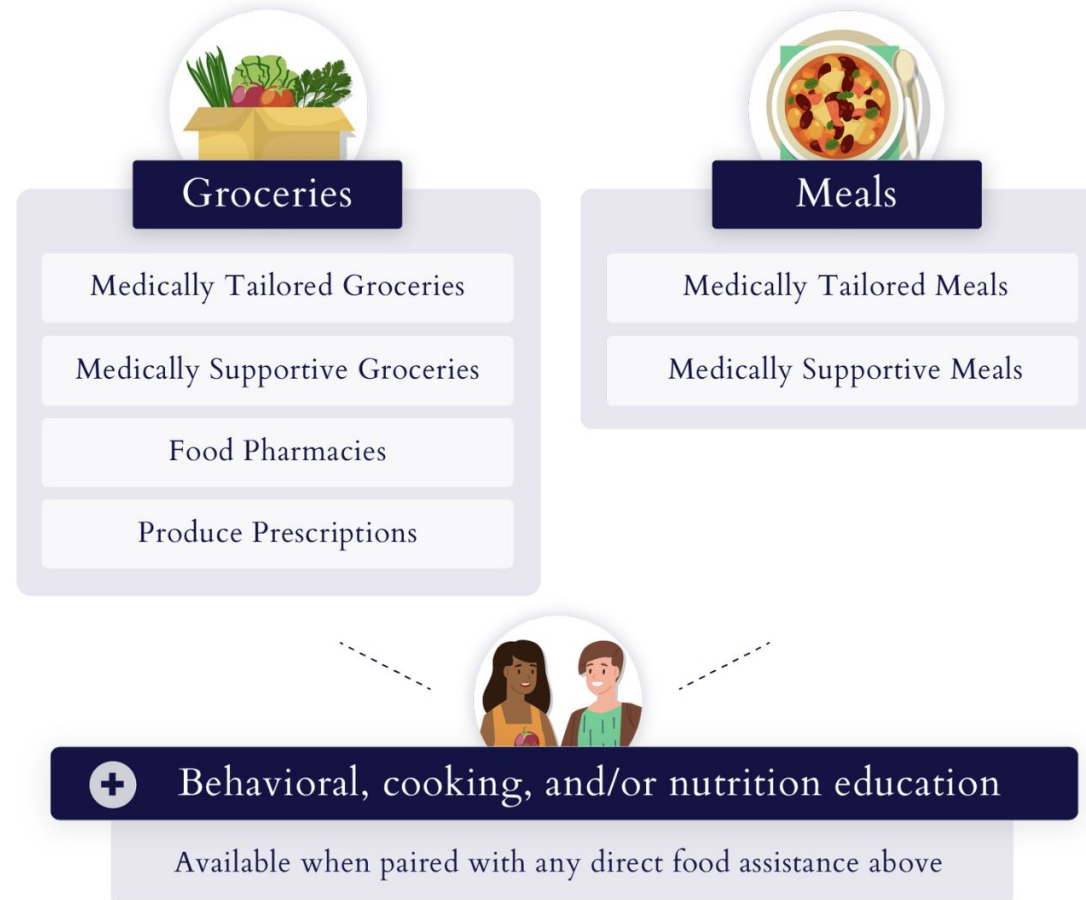 Groceries
Medically Tailored Groceries
Medically Supportive Groceries
Food Pharmacies
Produce Prescriptions
Meals
Medically Tailored Meals
Medically Supportive Meals
Behavioral, cooking, and/or nutrition education
Available when paired with any direct food assistance above